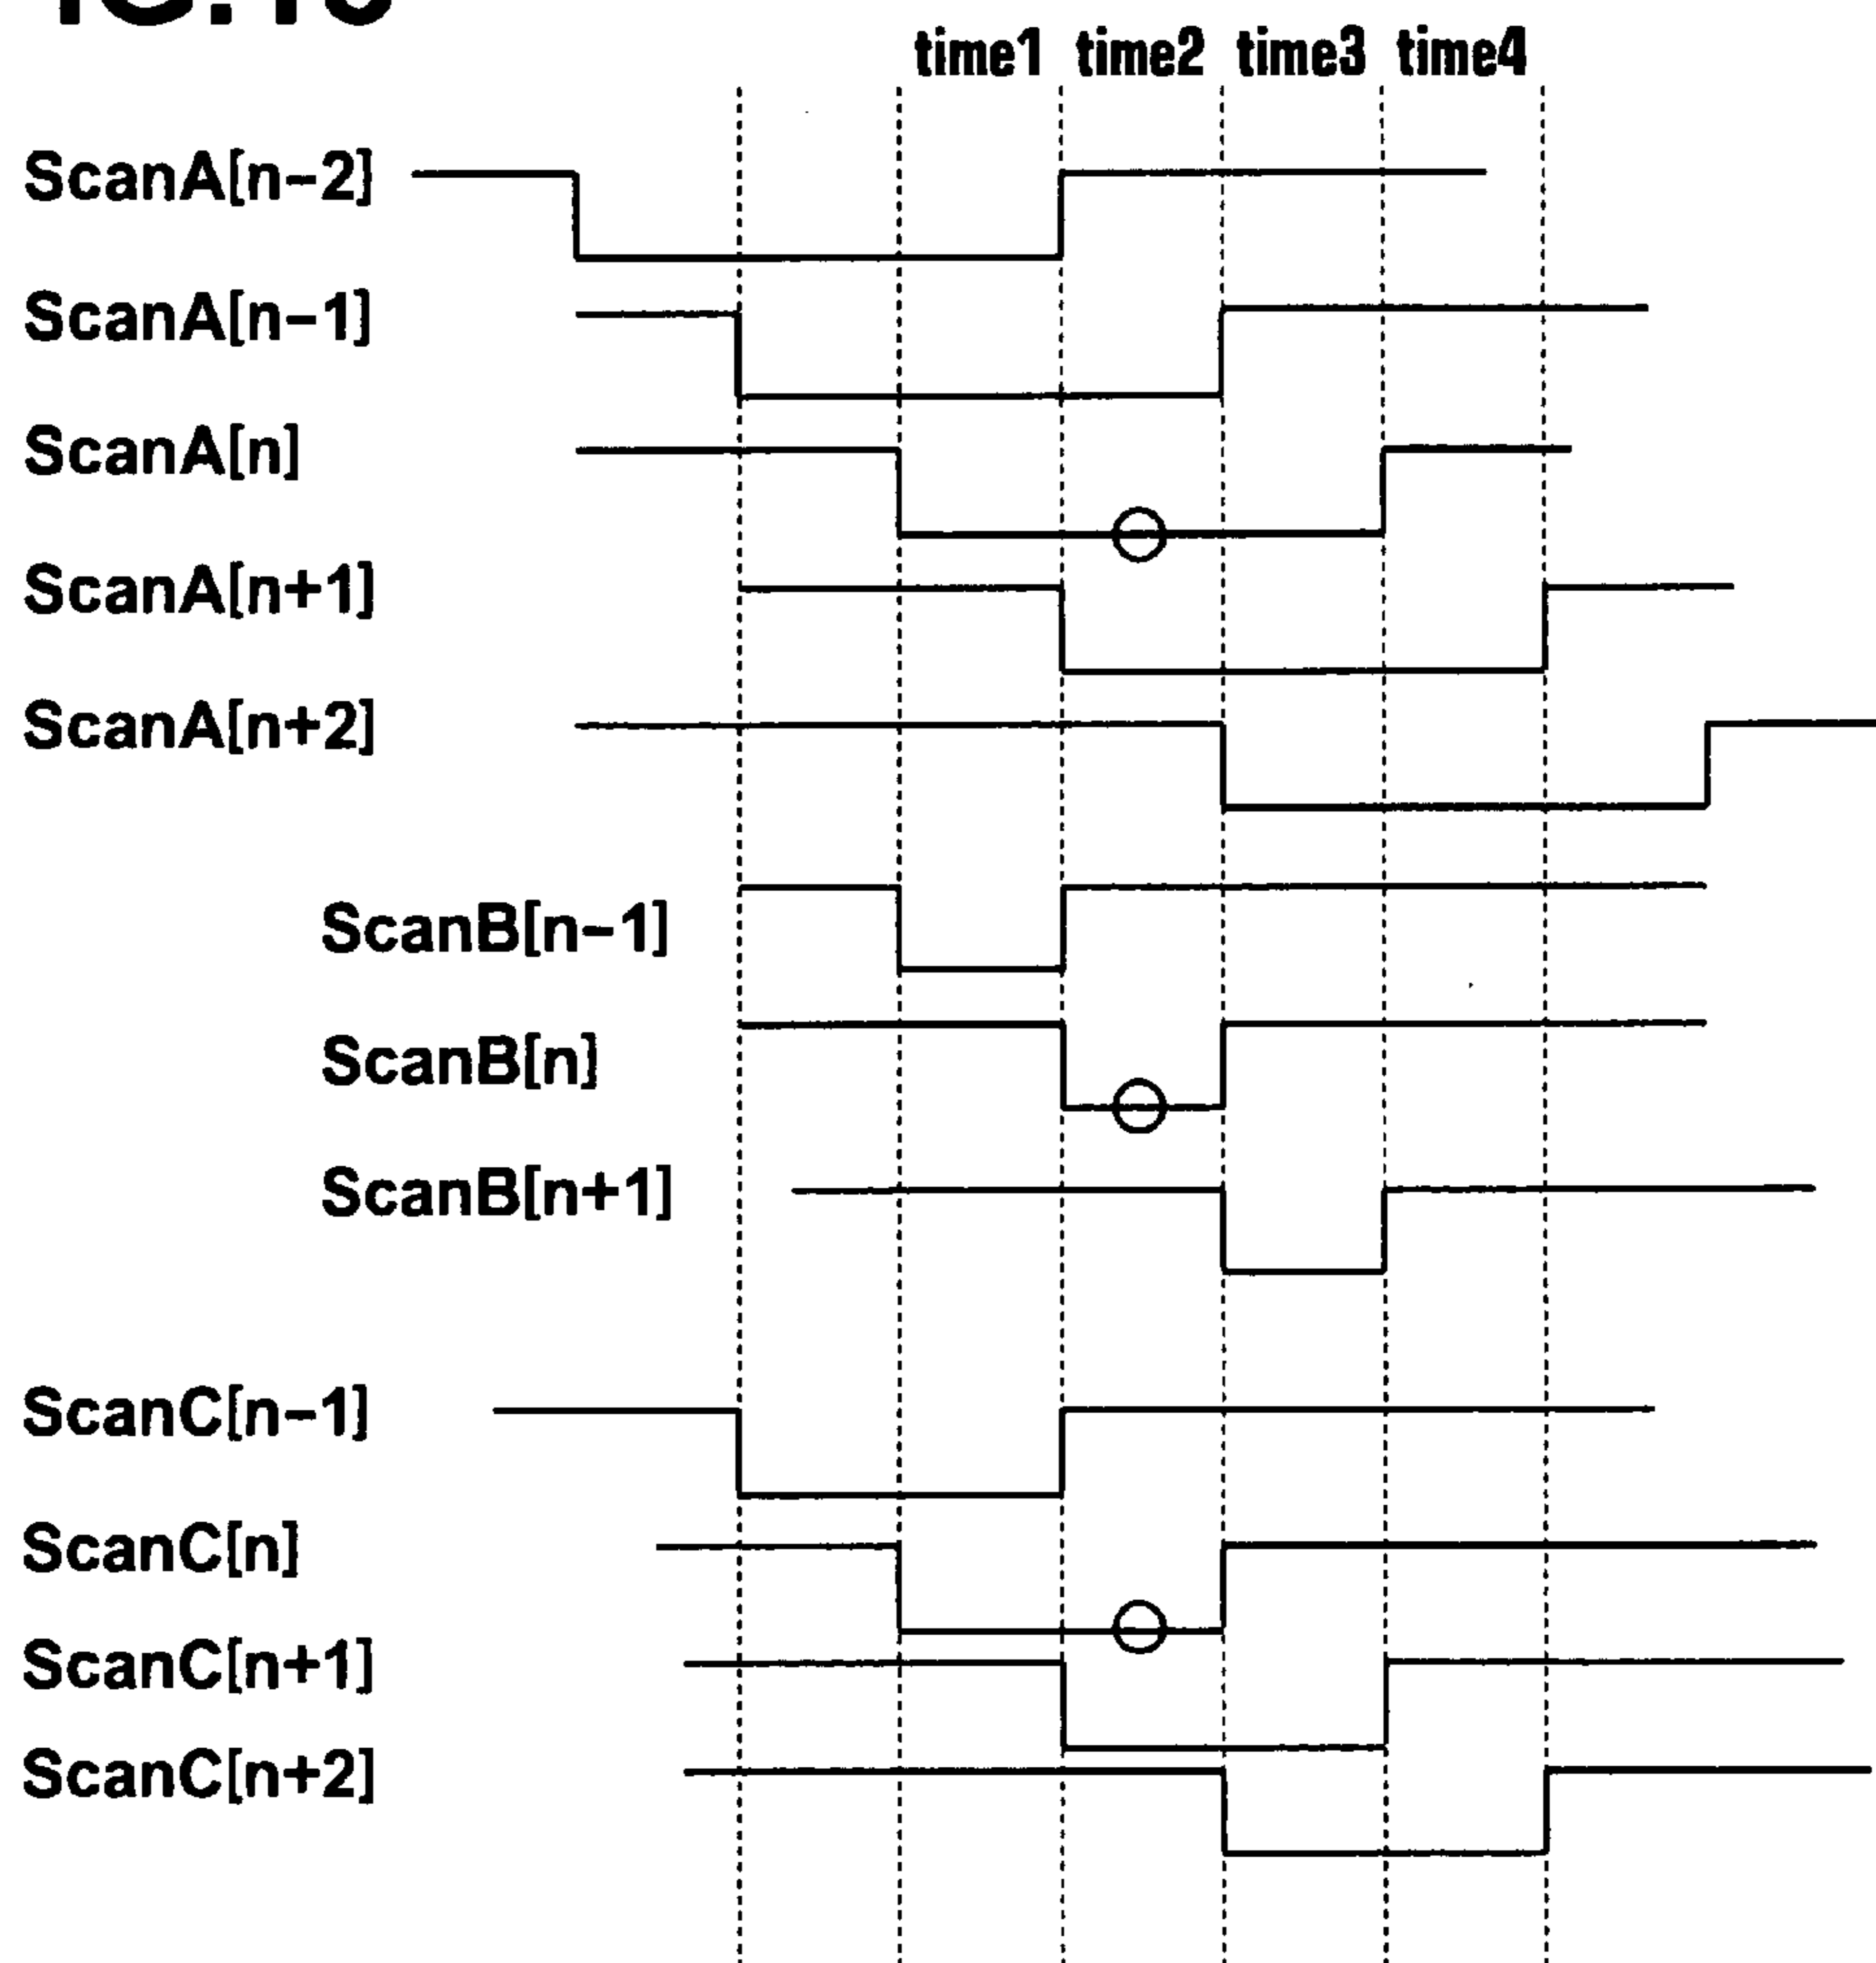 time1 time2 time3 time4
ScanA[n-2]
ScanA[n-1]
ScanA[n]
ScanA[n+1]
ScanA[n+2]
ScanB[n-1]
ScanB[n]
ScanB[n+1]
ScanC[n-1]
ScanC[n]
ScanC[n+1]
ScanC[n+2]